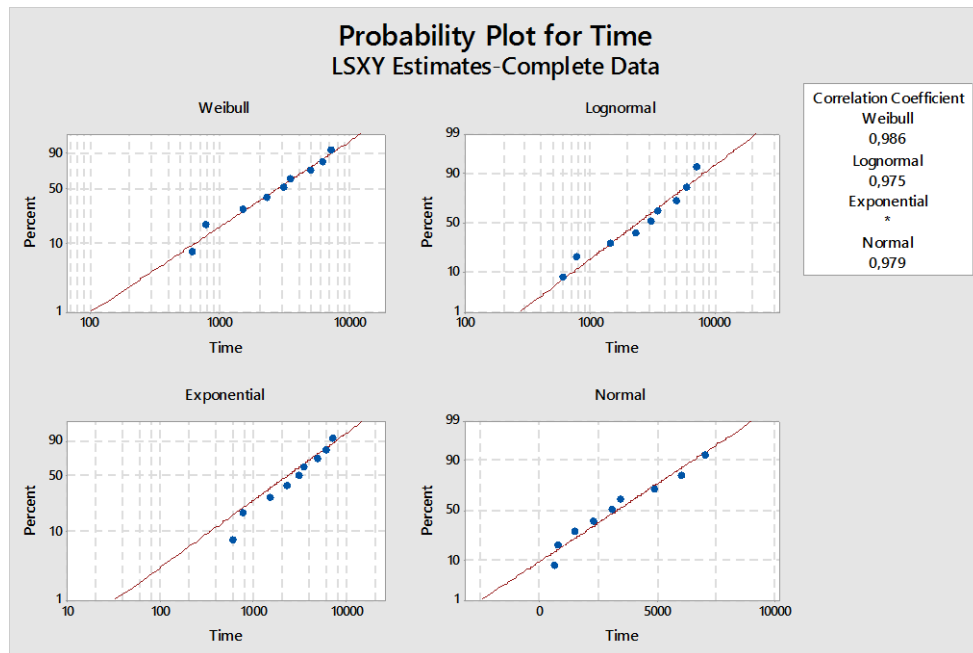 Probability Plot for Time
LSXY Estimates-Complete Data
Weibull
Percent
90
50
10
1
100
1000
10000
Time
Lognormal
Percent
99
90
50
10
1
100
1000
10000
Time
Correlation Coefficient
Weibull
0,986
Lognormal
0,975
Exponential
*
Normal
0,979
Exponential
Percent
90
50
10
1
10
100
1000
10000
Time
Normal
Percent
99
90
50
10
1
0
5000
10000
Time